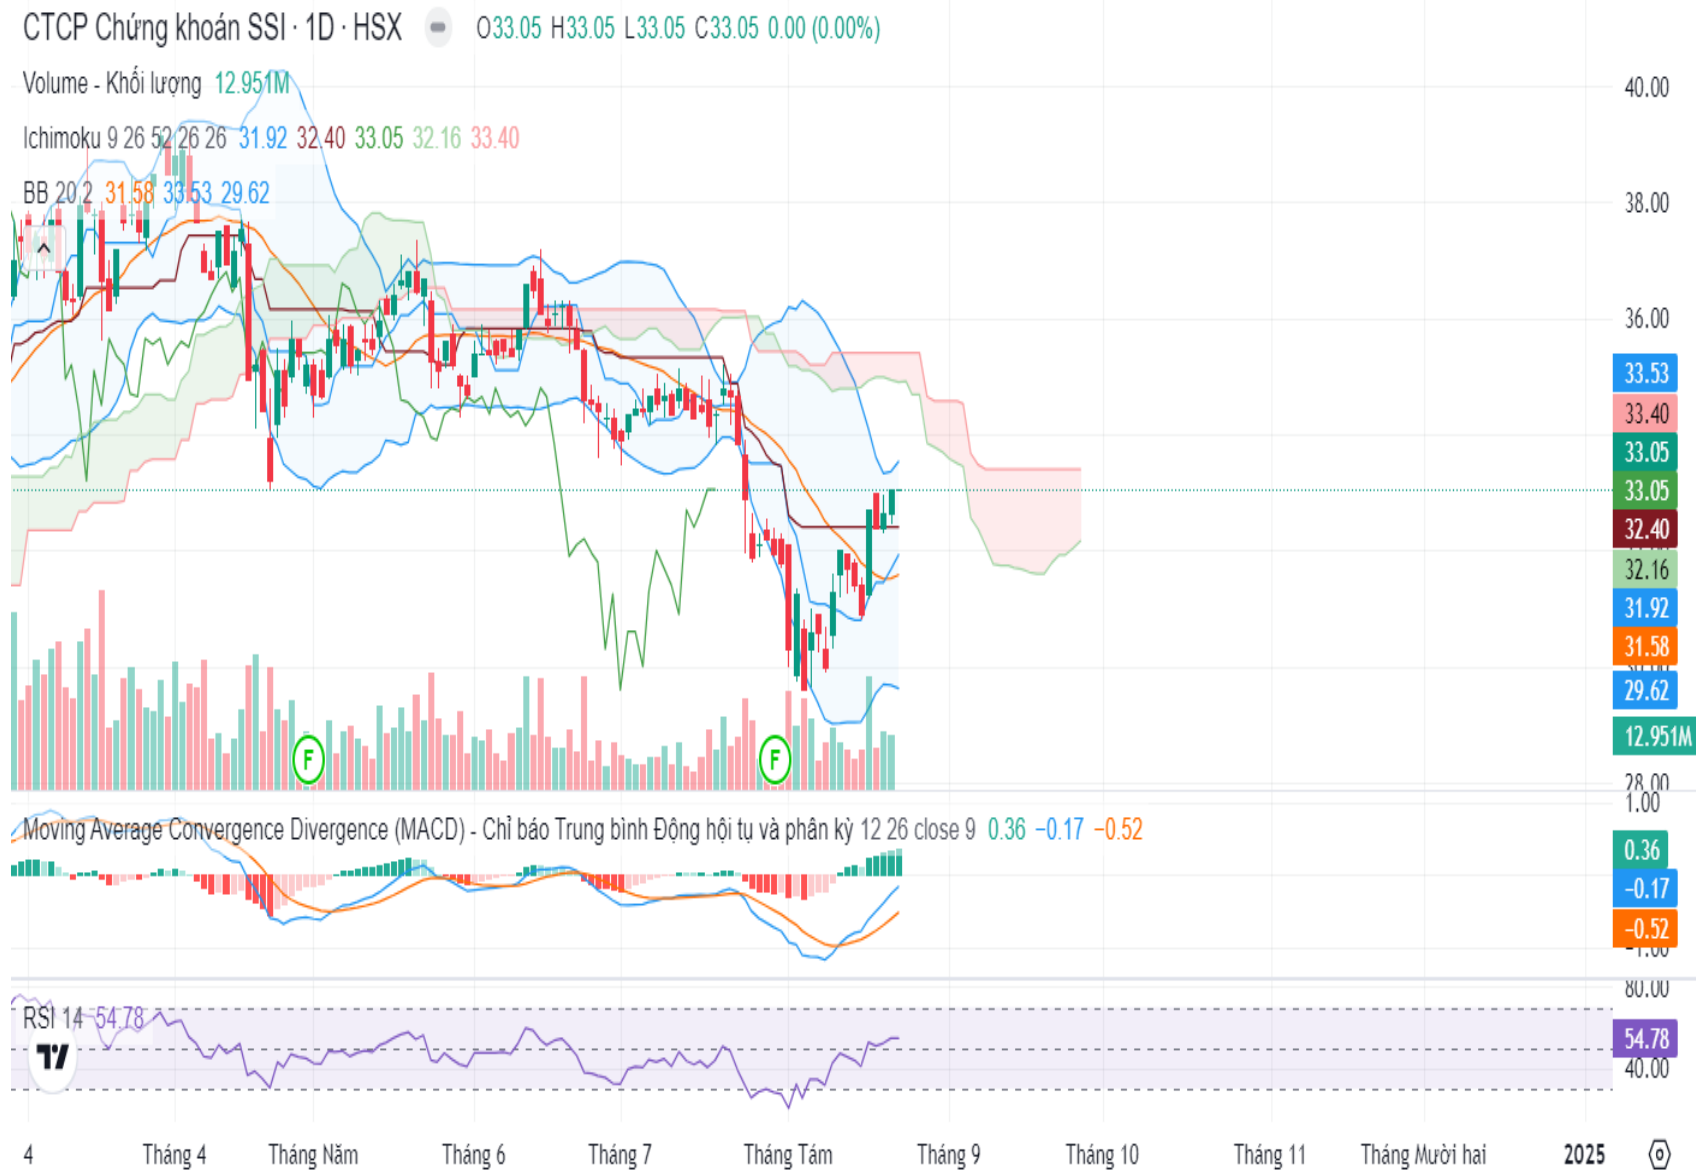 CTCP Chứng khoán SSI · 1D · HSX O33.05 H33.05 L33.05 C33.05 0.00 (0.00%)
Volume - Khối lượng 12.951M
Ichimoku 9 26 52 26 26 31.92 32.40 33.05 32.16 33.40
BB 20 2 31.58 33.53 29.62
40.00
38.00
36.00
33.53
33.40
33.05
33.05
32.40
32.16
31.92
31.58
29.62
12.951M
28.00
F
F
1.00
Moving Average Convergence Divergence (MACD) - Chỉ báo Trung bình Động hội tụ và phân kỳ 12 26 close 9 0.36 −0.17 −0.52
0.36
−0.17
−0.52
−1.00
80.00
RSI 14 54.78
54.78
40.00
4 Tháng 4 Tháng Năm Tháng 6 Tháng 7 Tháng Tám Tháng 9 Tháng 10 Tháng 11 Tháng Mười hai 2025